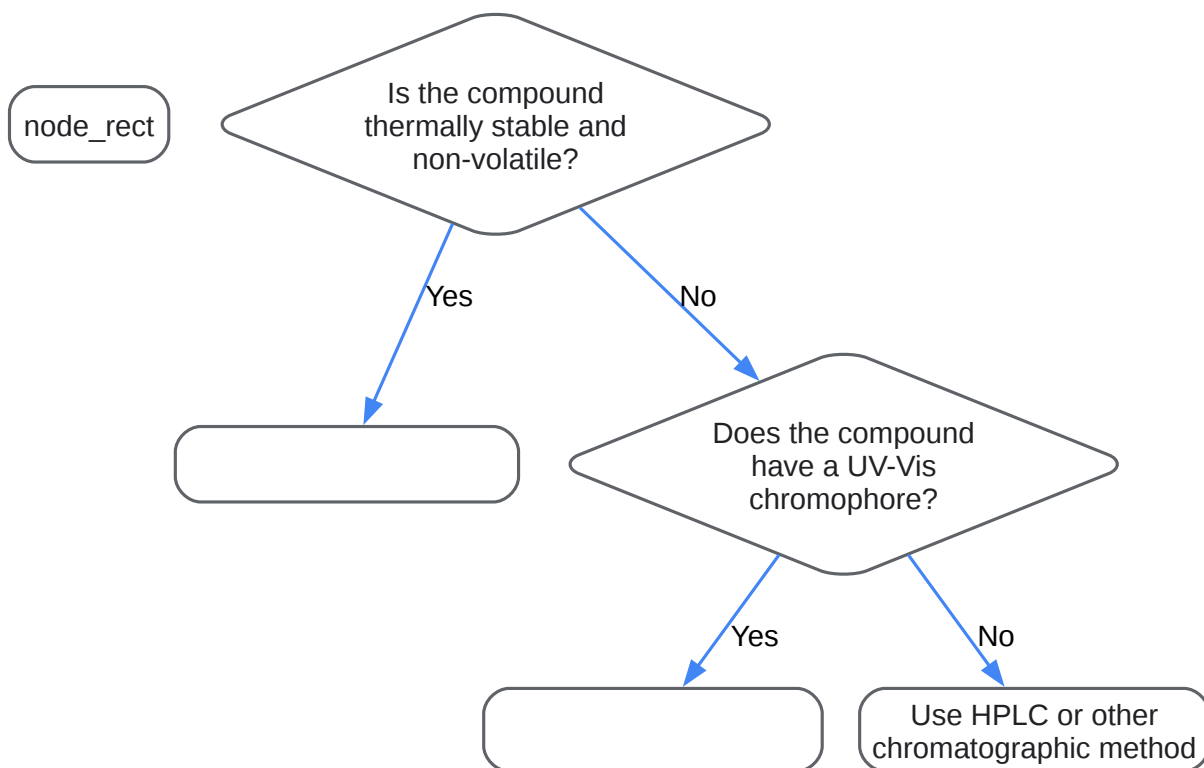 node_rect
Is the compound
thermally stable and
non-volatile?
Yes
No
Does the compound
have a UV-Vis
chromophore?
Yes
No
Use HPLC or other
chromatographic method